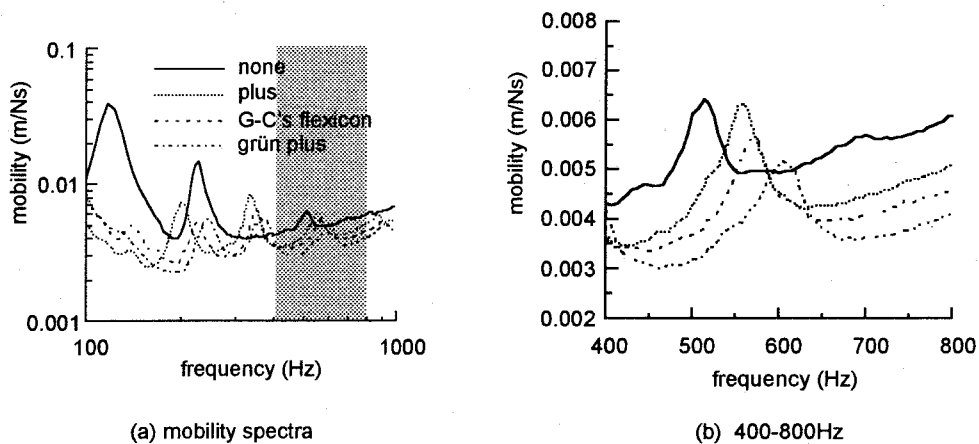 0.1
0.01
0.001
mobility (m/Ns)
none
plus
G-C's flexicon
grün plus
100
1000
frequency (Hz)
(a) mobility spectra
0.008
0.007
0.006
0.005
0.004
0.003
0.002
mobility (m/Ns)
400 500 600 700 800
frequency (Hz)
(b) 400-800Hz